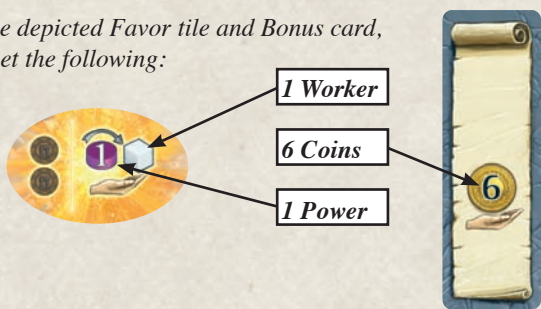 e depicted Favor tile and Bonus card,
et the following:
1 Worker
6 Coins
1 Power
1
6